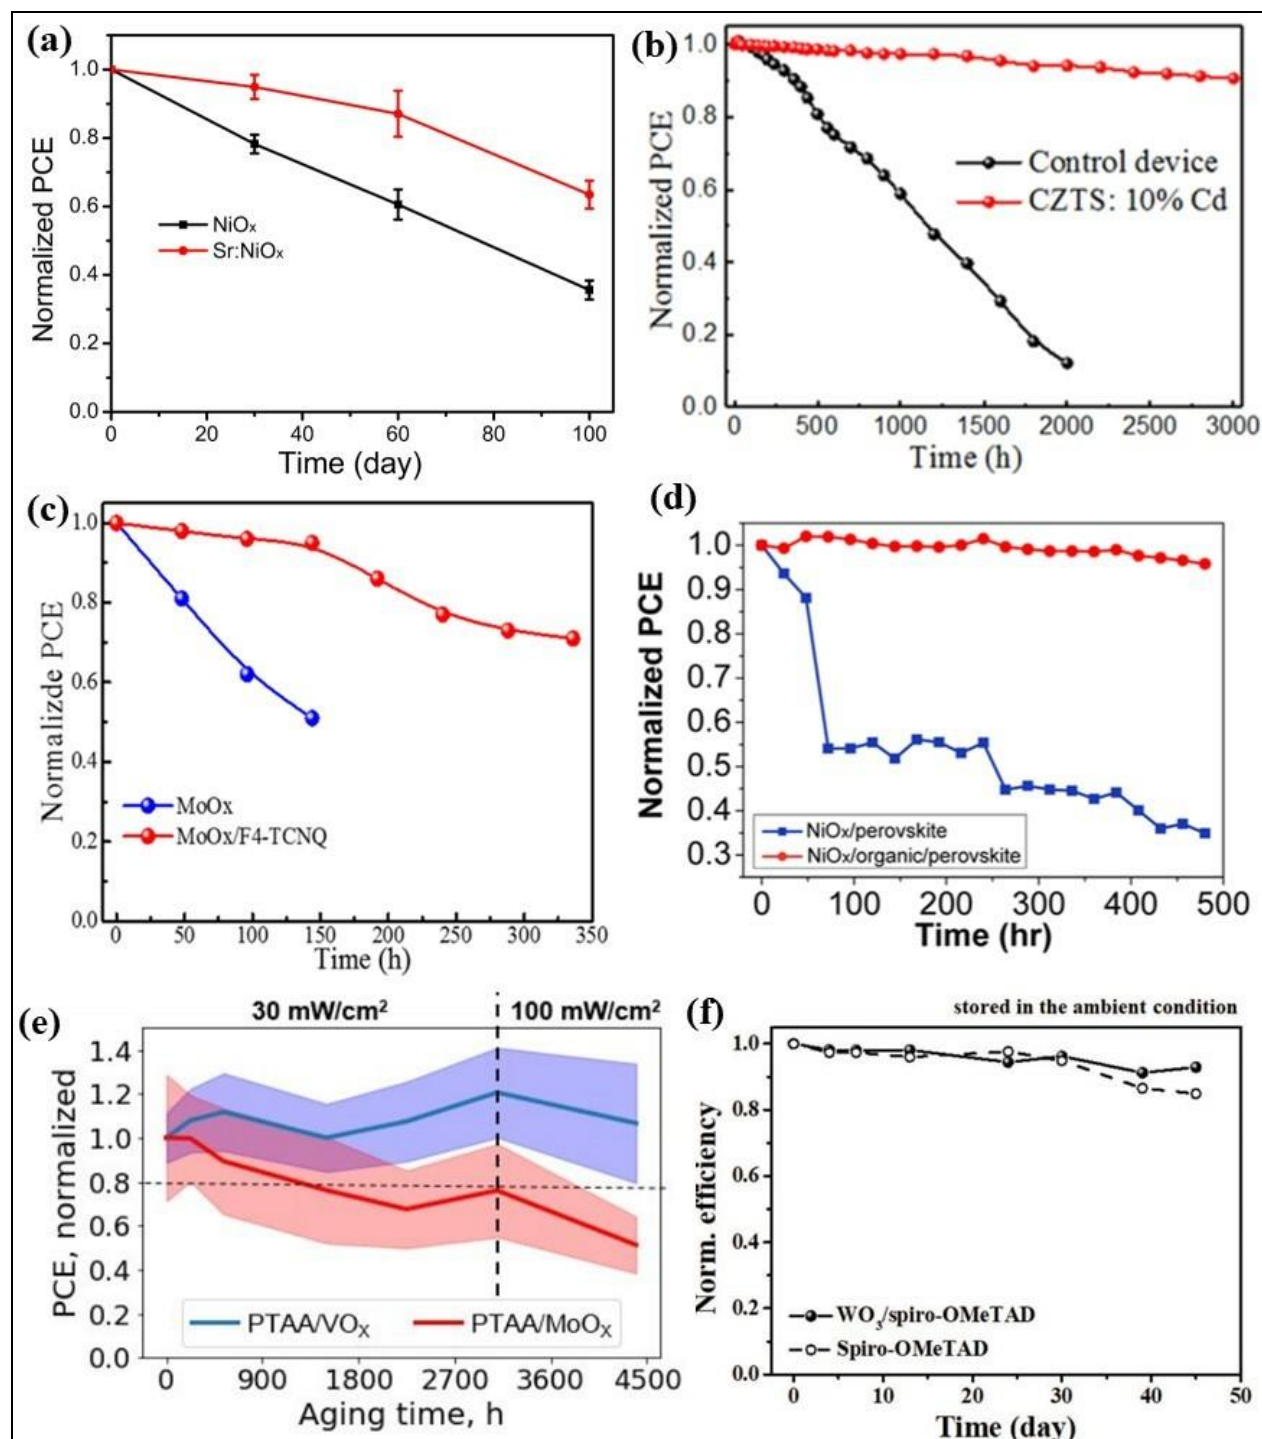 (a)
1.0
0.8
0.6
0.4
0.2
0.0
Normalized PCE
NiOx
Sr:NiOx
0 20 40 60 80 100
Time (day)
(b)
1.0
0.8
0.6
0.4
0.2
0.0
Normalized PCE
Control device
CZTS: 10% Cd
0 500 1000 1500 2000 2500 3000
Time (h)
(c)
1.0
0.8
0.6
0.4
0.2
0.0
Normalizde PCE
MoOx
MoOx/F4-TCNQ
0 50 100 150 200 250 300 350
Time (h)
(d)
1.0
0.9
0.8
0.7
0.6
0.5
0.4
0.3
Normalized PCE
NiOx/perovskite
NiOx/organic/perovskite
0 100 200 300 400 500
Time (hr)
(e)
30 mW/cm²
100 mW/cm²
1.4
1.2
1.0
0.8
0.6
0.4
0.2
0.0
PCE, normalized
PTAA/VOX
PTAA/MoOX
0 900 1800 2700 3600 4500
Aging time, h
(f)
stored in the ambient condition
1.0
0.8
0.6
0.4
0.2
0.0
Norm. efficiency
WO3/spiro-OMeTAD
Spiro-OMeTAD
0 10 20 30 40 50
Time (day)